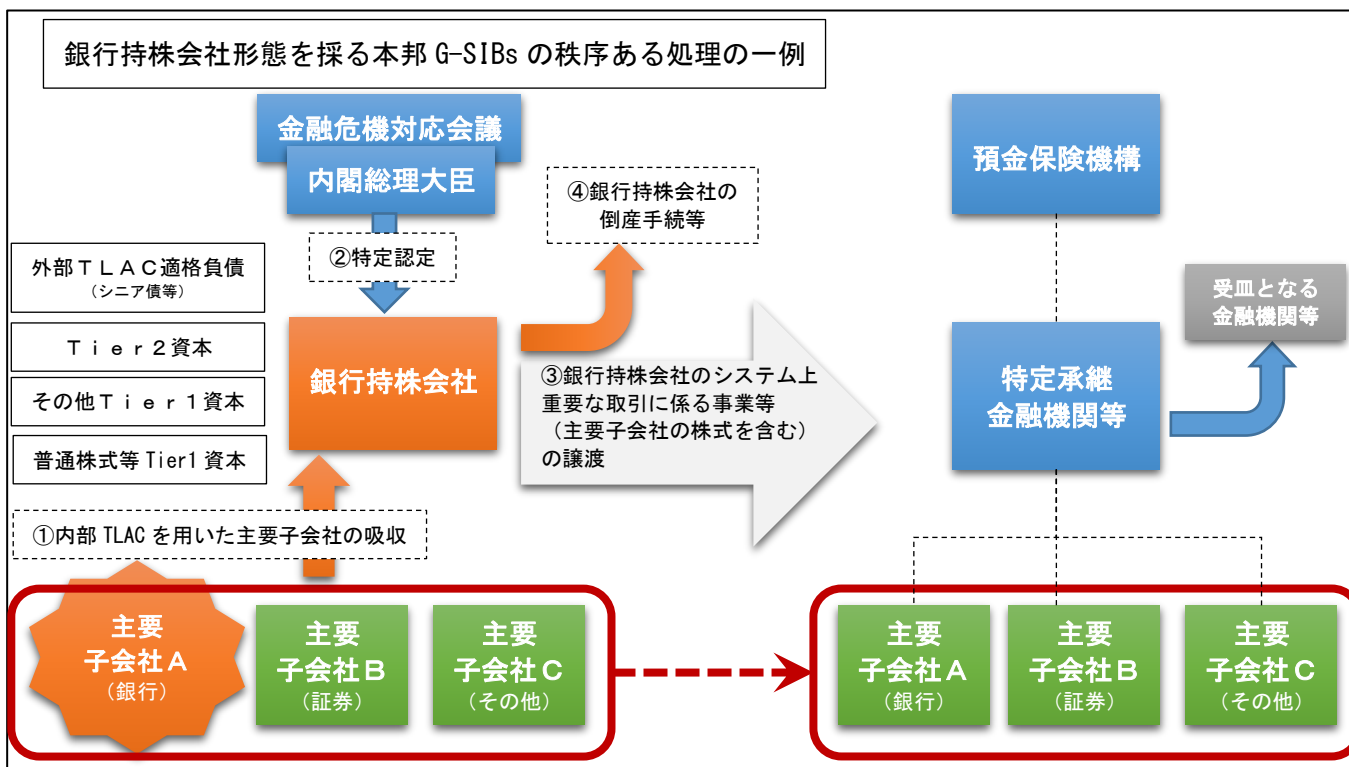 銀行持株会社形態を採る本邦 G-SIBs の秩序ある処理の一例
金融危機対応会議
内閣総理大臣
預金保険機構
④銀行持株会社の
倒産手続等
②特定認定
外部TLAC適格負債
(シニア債等)
Tier2資本
その他Tier1資本
普通株式等 Tier1 資本
銀行持株会社
③銀行持株会社のシステム上
重要な取引に係る事業等
(主要子会社の株式を含む)
の譲渡
特定承継
金融機関等
受皿となる
金融機関等
①内部 TLAC を用いた主要子会社の吸収
主要
子会社A
(銀行)
主要
子会社B
(証券)
主要
子会社C
(その他)
主要
子会社A
(銀行)
主要
子会社B
(証券)
主要
子会社C
(その他)